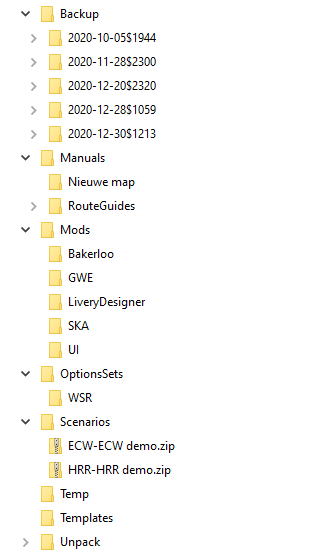 Backup
2020-10-05$1944
2020-11-28$2300
2020-12-20$2320
2020-12-28$1059
2020-12-30$1213
Manuals
Nieuwe map
RouteGuides
Mods
Bakerloo
GWE
LiveryDesigner
SKA
UI
OptionsSets
WSR
Scenarios
ECW-ECW demo.zip
HRR-HRR demo.zip
Temp
Templates
Unpack